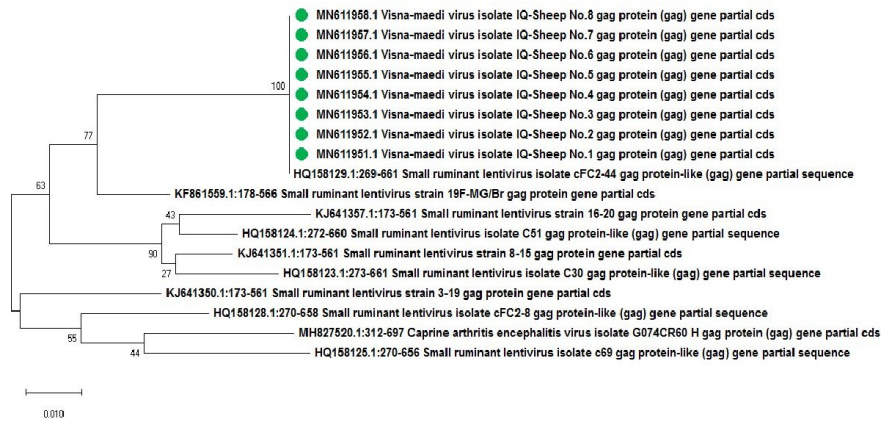 MN611958.1 Visna-maedi virus isolate IQ-Sheep No.8 gag protein (gag) gene partial cds
MN611957.1 Visna-maedi virus isolate IQ-Sheep No.7 gag protein (gag) gene partial cds
MN611956.1 Visna-maedi virus isolate IQ-Sheep No.6 gag protein (gag) gene partial cds
MN611955.1 Visna-maedi virus isolate IQ-Sheep No.5 gag protein (gag) gene partial cds
100
MN611954.1 Visna-maedi virus isolate IQ-Sheep No.4 gag protein (gag) gene partial cds
MN611953.1 Visna-maedi virus isolate IQ-Sheep No.3 gag protein (gag) gene partial cds
77
MN611952.1 Visna-maedi virus isolate IQ-Sheep No.2 gag protein (gag) gene partial cds
MN611951.1 Visna-maedi virus isolate IQ-Sheep No.1 gag protein (gag) gene partial cds
HQ158129.1:269-661 Small ruminant lentivirus isolate cFC2-44 gag protein-like (gag) gene partial sequence
63
KF861559.1:178-566 Small ruminant lentivirus strain 19F-MG/Br gag protein gene partial cds
43
KJ641357.1:173-561 Small ruminant lentivirus strain 16-20 gag protein gene partial cds
HQ158124.1:272-660 Small ruminant lentivirus isolate C51 gag protein-like (gag) gene partial sequence
90
KJ641351.1:173-561 Small ruminant lentivirus strain 8-15 gag protein gene partial cds
27
HQ158123.1:273-661 Small ruminant lentivirus isolate C30 gag protein-like (gag) gene partial sequence
KJ641350.1:173-561 Small ruminant lentivirus strain 3-19 gag protein gene partial cds
HQ158128.1:270-658 Small ruminant lentivirus isolate cFC2-8 gag protein-like (gag) gene partial sequence
55
MH827520.1:312-697 Caprine arthritis encephalitis virus isolate G074CR60 H gag protein (gag) gene partial cds
44
HQ158125.1:270-656 Small ruminant lentivirus isolate c69 gag protein-like (gag) gene partial sequence
0.010